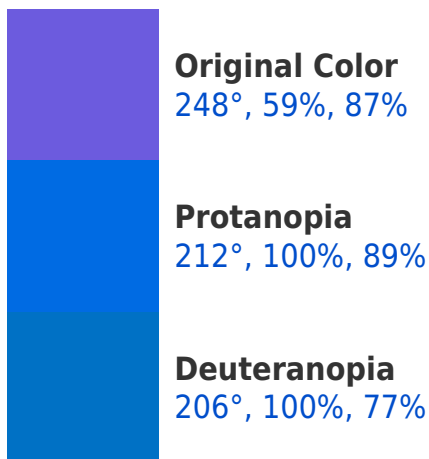 Original Color
248°, 59%, 87%
Protanopia
212°, 100%, 89%
Deuteranopia
206°, 100%, 77%